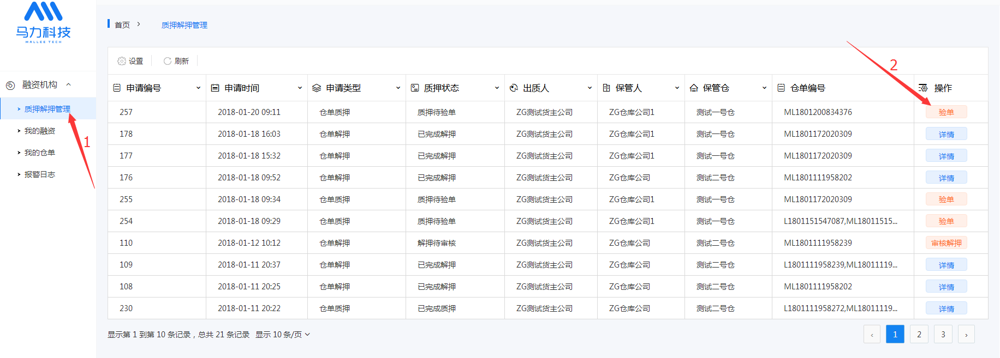 马力科技
MALLEE TECH
首页 > 质押解押管理
设置 刷新
融资机构
质押解押管理
我的融资
我的仓单
报警日志
1
2
申请编号 申请时间 申请类型 质押状态 出质人 保管人 保管仓 仓单编号 操作
257 2018-01-20 09:11 仓单质押 质押待验单 ZG测试货主公司 ZG仓库公司1 测试一号仓 ML1801200834376 验单
178 2018-01-18 16:03 仓单解押 已完成解押 ZG测试货主公司 ZG仓库公司1 测试一号仓 ML1801172020309 详情
177 2018-01-18 15:32 仓单解押 已完成解押 ZG测试货主公司 ZG仓库公司1 测试一号仓 ML1801172020309 详情
176 2018-01-18 09:52 仓单解押 已完成解押 ZG测试货主公司 ZG仓库公司 测试二号仓 ML1801111958202 详情
255 2018-01-18 09:34 仓单质押 质押待验单 ZG测试货主公司 ZG仓库公司1 测试一号仓 ML1801172020309 验单
254 2018-01-18 09:29 仓单质押 质押待验单 ZG测试货主公司 ZG仓库公司1 测试一号仓 L1801151547087,ML18011515... 验单
110 2018-01-12 10:12 仓单解押 解押待审核 ZG测试货主公司 ZG仓库公司 测试二号仓 ML1801111958239 审核解押
109 2018-01-11 20:37 仓单解押 已完成解押 ZG测试货主公司 ZG仓库公司 测试二号仓 L1801111958239,ML18011119... 详情
108 2018-01-11 20:25 仓单解押 已完成解押 ZG测试货主公司 ZG仓库公司 测试二号仓 ML1801111958202 详情
230 2018-01-11 20:22 仓单质押 已完成质押 ZG测试货主公司 ZG仓库公司 测试二号仓 L1801111958272,ML18011119... 详情
显示第 1 到第 10 条记录，总共 21 条记录 显示 10 条/页
‹ 1 2 3 ›